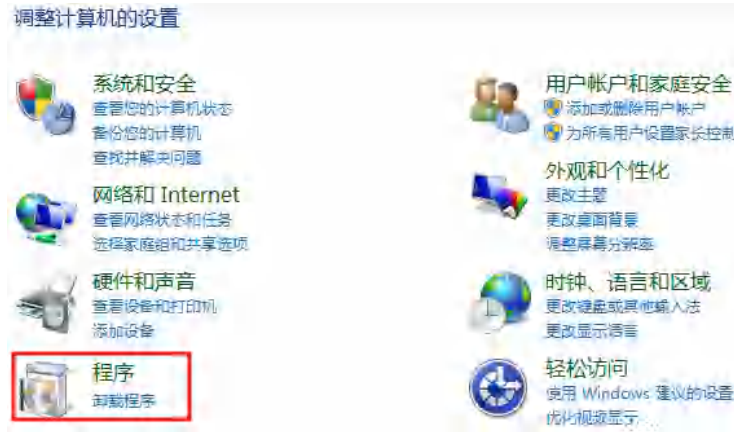 调整计算机的设置
系统和安全
查看您的计算机状态
备份您的计算机
查找并解决问题
网络和 Internet
查看网络状态和任务
选择家庭组和共享选项
硬件和声音
查看设备和打印机
添加设备
程序
卸载程序
用户帐户和家庭安全
添加或删除用户帐户
为所有用户设置家长控制
外观和个性化
更改主题
更改桌面背景
调整屏幕分辨率
时钟、语言和区域
更改键盘或其他输入法
更改显示语言
轻松访问
使用 Windows 建议的设置
优化视频显示